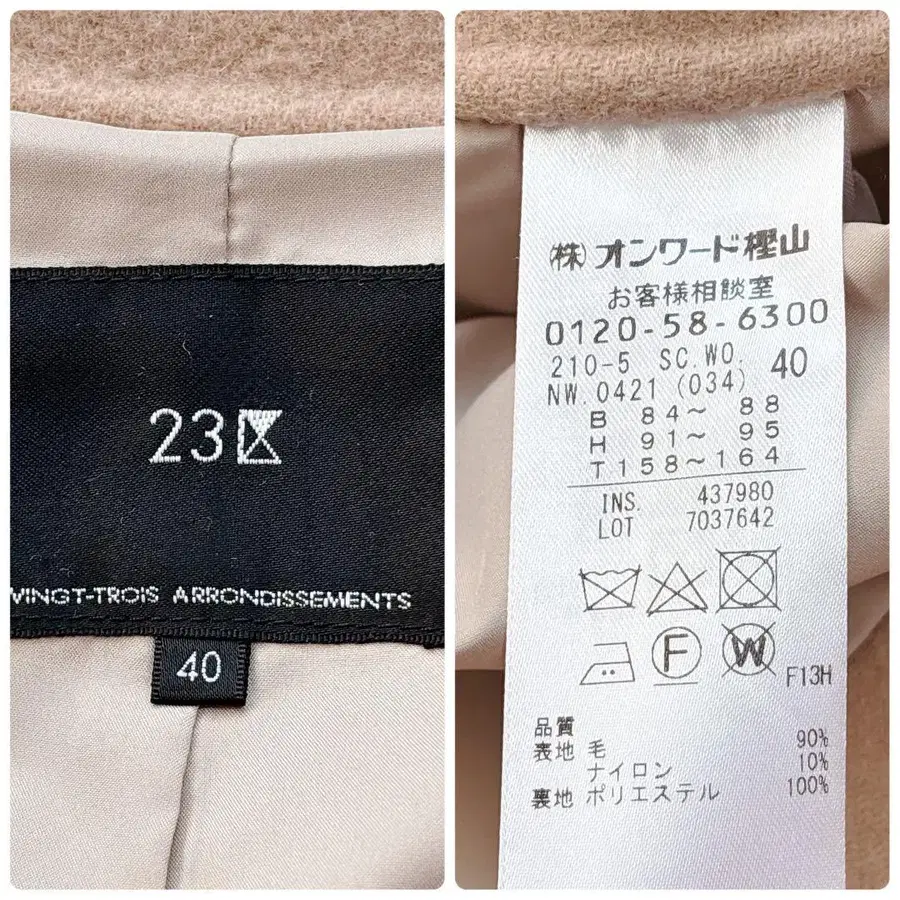 23区
VINGT-TROIS ARRONDISSEMENTS
40
㈱オンワード樫山
お客様相談室
0120-58-6300
210-5 SC.WO. 40
NW.0421 (034)
B 84〜 88
H 91〜 95
T 158〜164
INS. 437980
LOT 7037642
F
W
F13H
品質
表地 毛 90%
ナイロン 10%
裏地 ポリエステル 100%